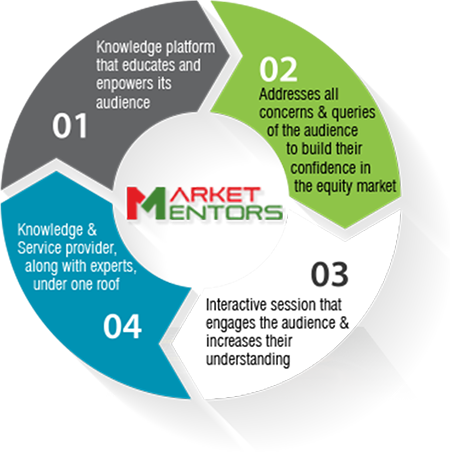 Knowledge platform
that educates and
enpowers its
audience
01
02
Addresses all
concerns & queries
of the audience
to build their
confidence in
the equity market
MARKET
MENTORS
03
Interactive session that
engages the audience &
increases their
understanding
Knowledge &
Service provider,
along with experts,
under one roof
04